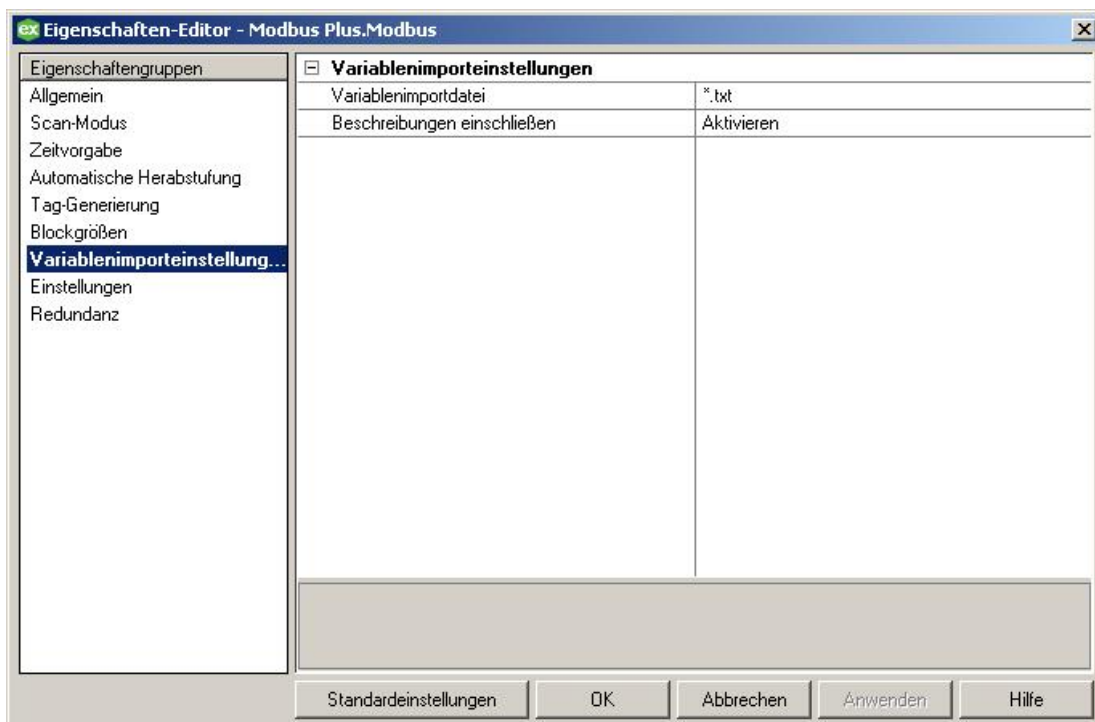 ex Eigenschaften-Editor - Modbus Plus.Modbus
Eigenschaftengruppen
Allgemein
Scan-Modus
Zeitvorgabe
Automatische Herabstufung
Tag-Generierung
Blockgrößen
Variablenimporteinstellung...
Einstellungen
Redundanz
Variablenimporteinstellungen
Variablenimportdatei *.txt
Beschreibungen einschließen Aktivieren
Standardeinstellungen OK Abbrechen Anwenden Hilfe